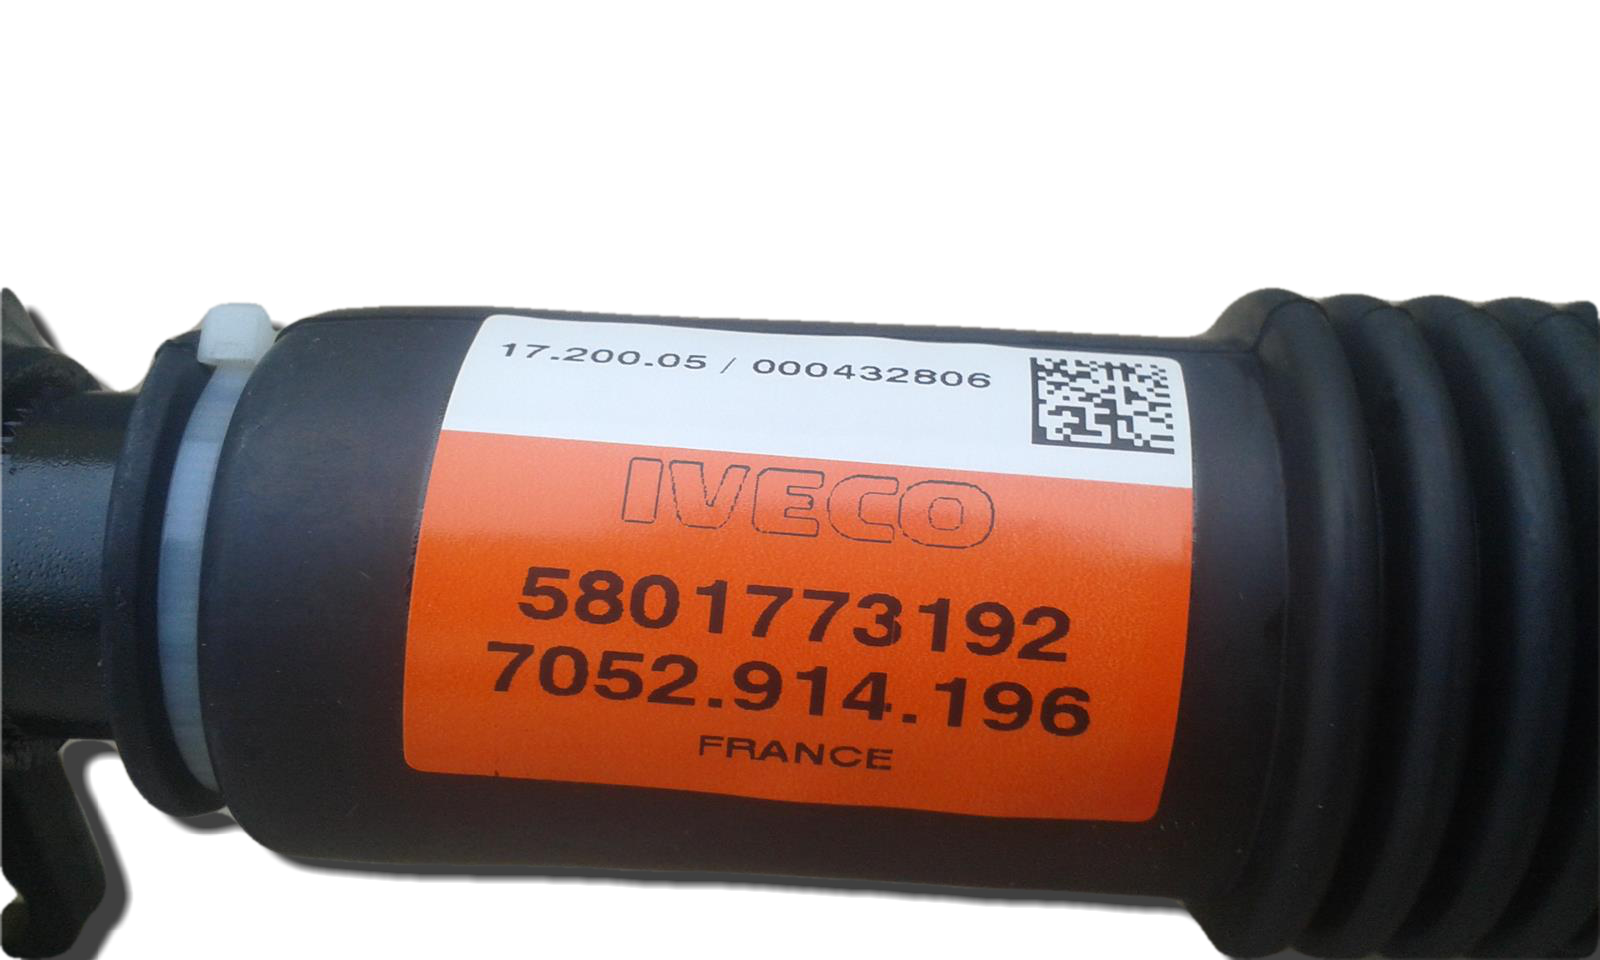 17.200.05 / 000432806
IVECO
5801773192
7052.914.196
FRANCE